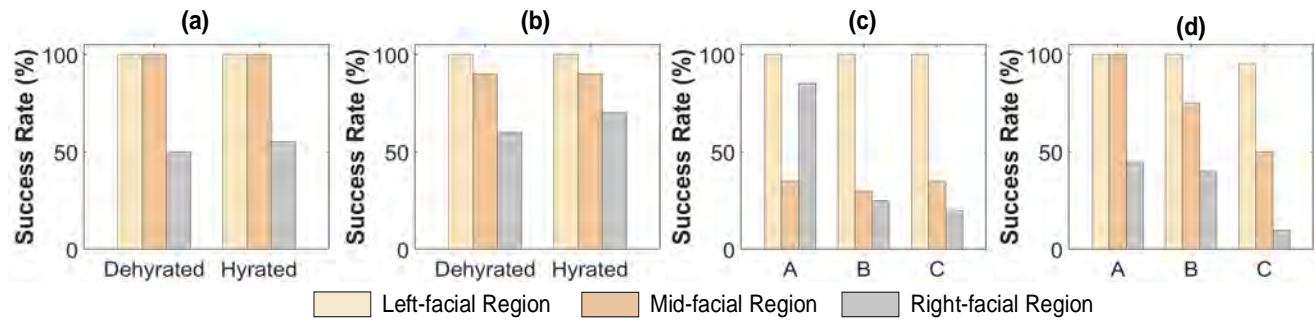 (a)
Success Rate (%)
100
50
0
Dehyrated Hyrated
(b)
Success Rate (%)
100
50
0
Dehyrated Hyrated
(c)
Success Rate (%)
100
50
0
A B C
(d)
Success Rate (%)
100
50
0
A B C
Left-facial Region Mid-facial Region Right-facial Region